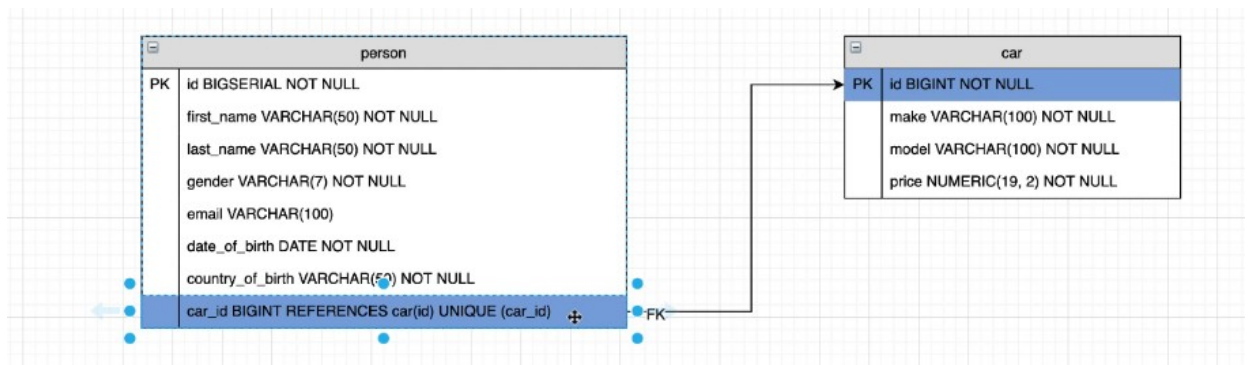 person
PK id BIGSERIAL NOT NULL
first_name VARCHAR(50) NOT NULL
last_name VARCHAR(50) NOT NULL
gender VARCHAR(7) NOT NULL
email VARCHAR(100)
date_of_birth DATE NOT NULL
country_of_birth VARCHAR(50) NOT NULL
car_id BIGINT REFERENCES car(id) UNIQUE (car_id)
FK
car
PK id BIGINT NOT NULL
make VARCHAR(100) NOT NULL
model VARCHAR(100) NOT NULL
price NUMERIC(19, 2) NOT NULL